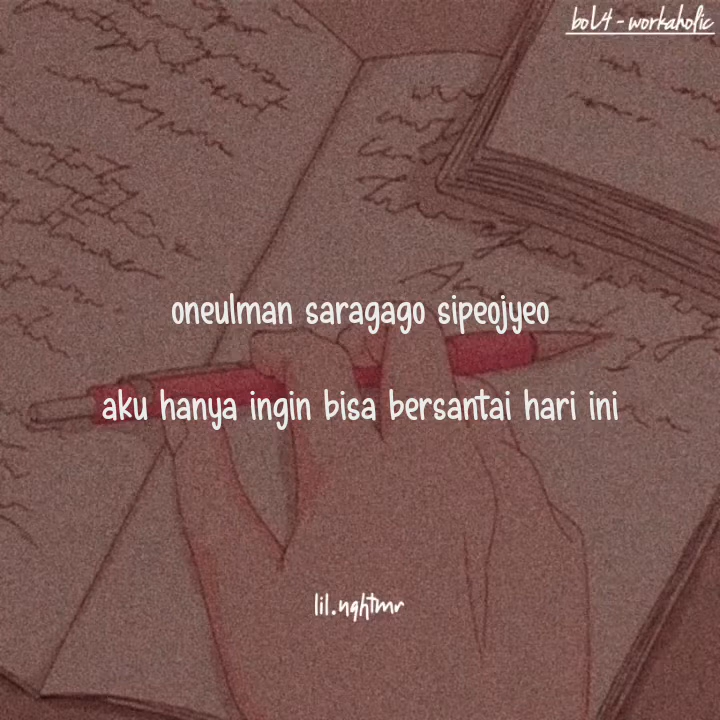 bol4 - workaholic
oneulman saragago sipeojyeo
aku hanya ingin bisa bersantai hari ini
lil.nghtmr